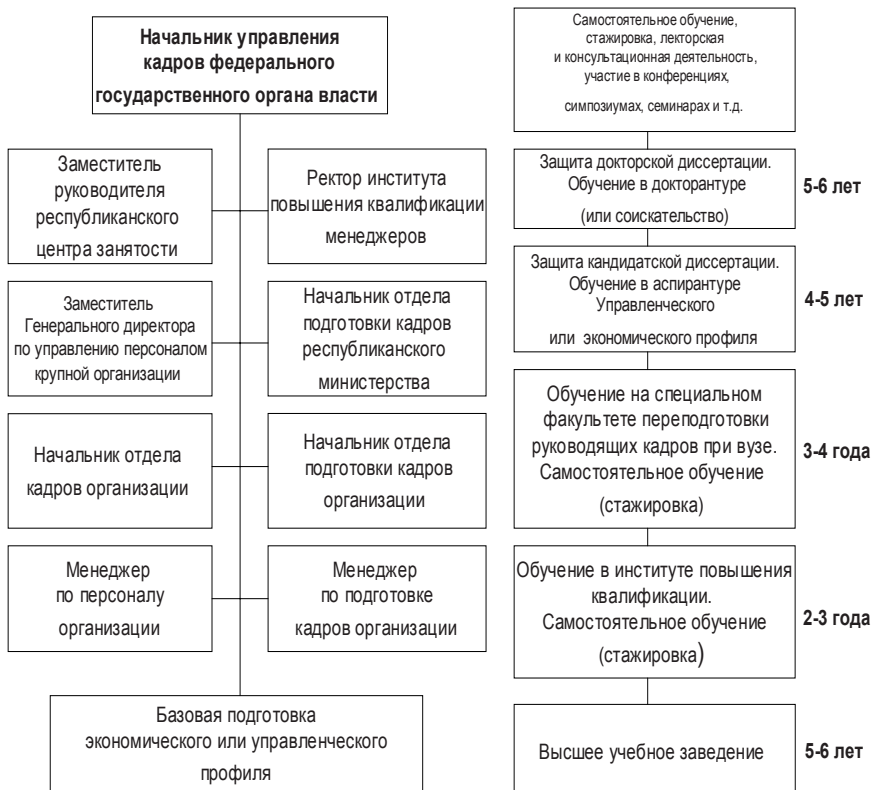 Начальник управления
кадров федерального
государственного органа власти
Заместитель
руководителя
республиканского
центра занятости
Ректор института
повышения квалификации
менеджеров
Заместитель
Генерального директора
по управлению персоналом
крупной организации
Начальник отдела
подготовки кадров
республиканского
министерства
Начальник отдела
кадров организации
Начальник отдела
подготовки кадров
организации
Менеджер
по персоналу
организации
Менеджер
по подготовке
кадров организации
Базовая подготовка
экономического или управленческого
профиля
Самостоятельное обучение,
стажировка, лекторская
и консультационная деятельность,
участие в конференциях,
симпозиумах, семинарах и т.д.
Защита докторской диссертации.
Обучение в докторантуре
(или соискательство)
5-6 лет
Защита кандидатской диссертации.
Обучение в аспирантуре
Управленческого
или экономического профиля
4-5 лет
Обучение на специальном
факультете переподготовки
руководящих кадров при вузе.
Самостоятельное обучение
(стажировка)
3-4 года
Обучение в институте повышения
квалификации.
Самостоятельное обучение
(стажировка)
2-3 года
Высшее учебное заведение
5-6 лет